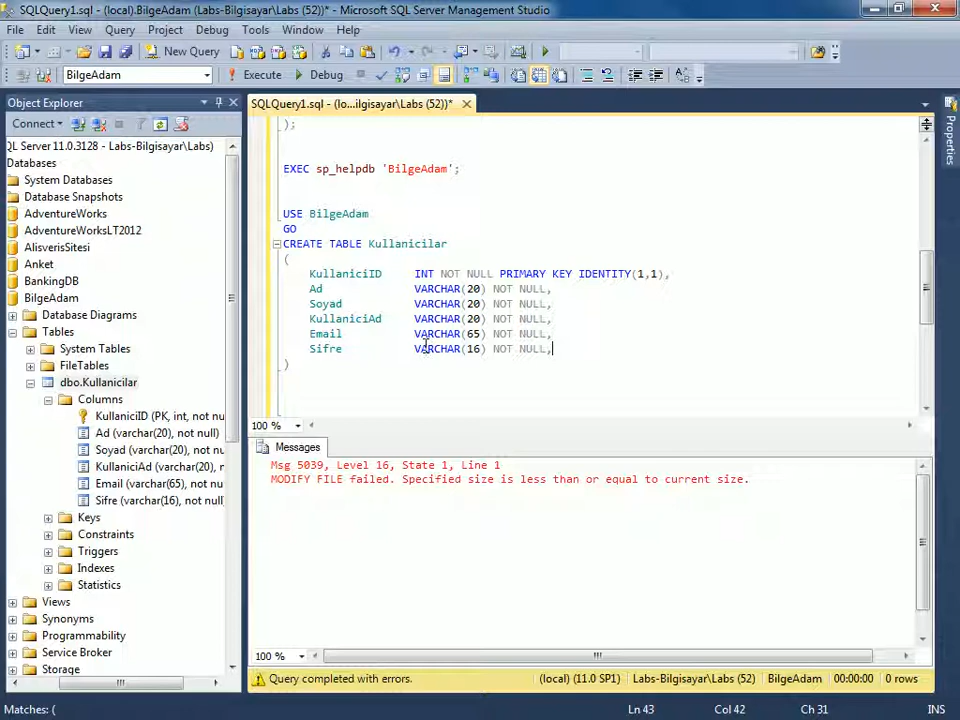 SQLQuery1.sql - (local).BilgeAdam (Labs-Bilgisayar\Labs (52))* - Microsoft SQL Server Management Studio
File Edit View Query Project Debug Tools Window Help
New Query
BilgeAdam Execute Debug
Object Explorer
SQLQuery1.sql - (lo...ilgisayar\Labs (52))*
Properties
Connect
QL Server 11.0.3128 - Labs-Bilgisayar\Labs)
Databases
System Databases
Database Snapshots
AdventureWorks
AdventureWorksLT2012
AlisverisSitesi
Anket
BankingDB
BilgeAdam
Database Diagrams
Tables
System Tables
FileTables
dbo.Kullanicilar
Columns
KullaniciID (PK, int, not nu
Ad (varchar(20), not null)
Soyad (varchar(20), not null)
KullaniciAd (varchar(20), n
Email (varchar(65), not null)
Sifre (varchar(16), not null)
Keys
Constraints
Triggers
Indexes
Statistics
Views
Synonyms
Programmability
Service Broker
Storage
);
EXEC sp_helpdb 'BilgeAdam';
USE BilgeAdam
GO
CREATE TABLE Kullanicilar
(
KullaniciID INT NOT NULL PRIMARY KEY IDENTITY(1,1),
Ad VARCHAR(20) NOT NULL,
Soyad VARCHAR(20) NOT NULL,
KullaniciAd VARCHAR(20) NOT NULL,
Email VARCHAR(65) NOT NULL,
Sifre VARCHAR(16) NOT NULL,
)
100 %
Messages
Msg 5039, Level 16, State 1, Line 1
MODIFY FILE failed. Specified size is less than or equal to current size.
100 %
Query completed with errors. (local) (11.0 SP1) Labs-Bilgisayar\Labs (52) BilgeAdam 00:00:00 0 rows
Matches: ( Ln 43 Col 42 Ch 31 INS